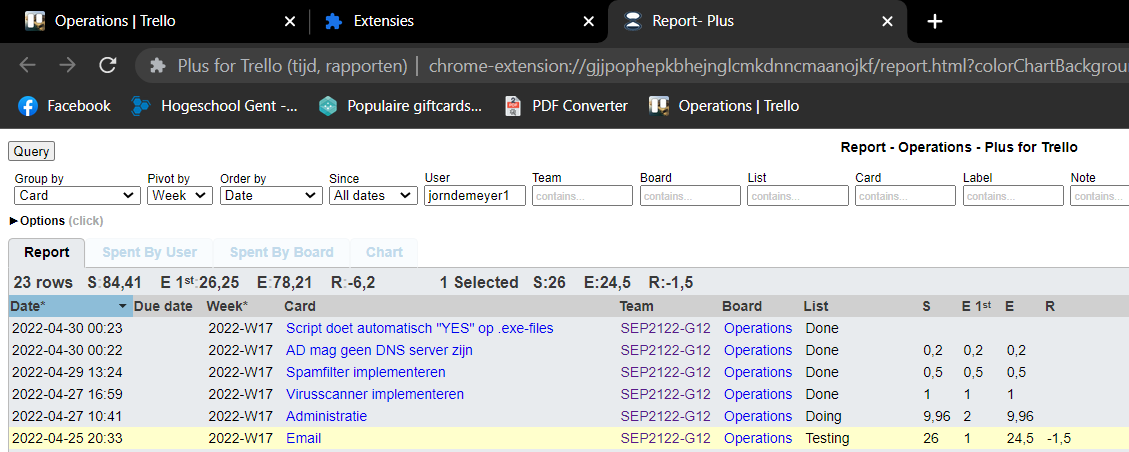 Operations | Trello Extensies Report- Plus
Plus for Trello (tijd, rapporten) | chrome-extension://gjjpophepkbhejnglcmkdnncmaanojkf/report.html?colorChartBackgrou
Facebook Hogeschool Gent -... Populaire giftcards... PDF Converter Operations | Trello
Query Report - Operations - Plus for Trello
Group by Pivot by Order by Since User Team Board List Card Label Note
Card Week Date All dates jorndemeyer1 contains... contains... contains... contains... contains... contains...
Options (click)
Report Spent By User Spent By Board Chart
23 rows S:84,41 E 1st:26,25 E:78,21 R:-6,2 1 Selected S:26 E:24,5 R:-1,5
Date* Due date Week* Card Team Board List S E 1st E R
2022-04-30 00:23 2022-W17 Script doet automatisch "YES" op .exe-files SEP2122-G12 Operations Done
2022-04-30 00:22 2022-W17 AD mag geen DNS server zijn SEP2122-G12 Operations Done 0,2 0,2 0,2
2022-04-29 13:24 2022-W17 Spamfilter implementeren SEP2122-G12 Operations Done 0,5 0,5 0,5
2022-04-27 16:59 2022-W17 Virusscanner implementeren SEP2122-G12 Operations Done 1 1 1
2022-04-27 10:41 2022-W17 Administratie SEP2122-G12 Operations Doing 9,96 2 9,96
2022-04-25 20:33 2022-W17 Email SEP2122-G12 Operations Testing 26 1 24,5 -1,5